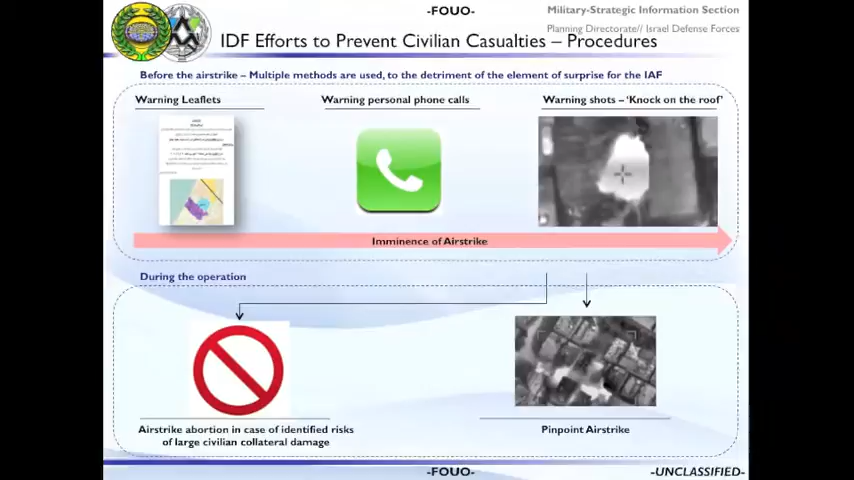 -FOUO-
Military-Strategic Information Section
Planning Directorate// Israel Defense Forces
IDF Efforts to Prevent Civilian Casualties – Procedures
Before the airstrike – Multiple methods are used, to the detriment of the element of surprise for the IAF
Warning Leaflets
Warning personal phone calls
Warning shots – 'Knock on the roof'
Imminence of Airstrike
During the operation
Airstrike abortion in case of identified risks
of large civilian collateral damage
Pinpoint Airstrike
-FOUO-
-UNCLASSIFIED-